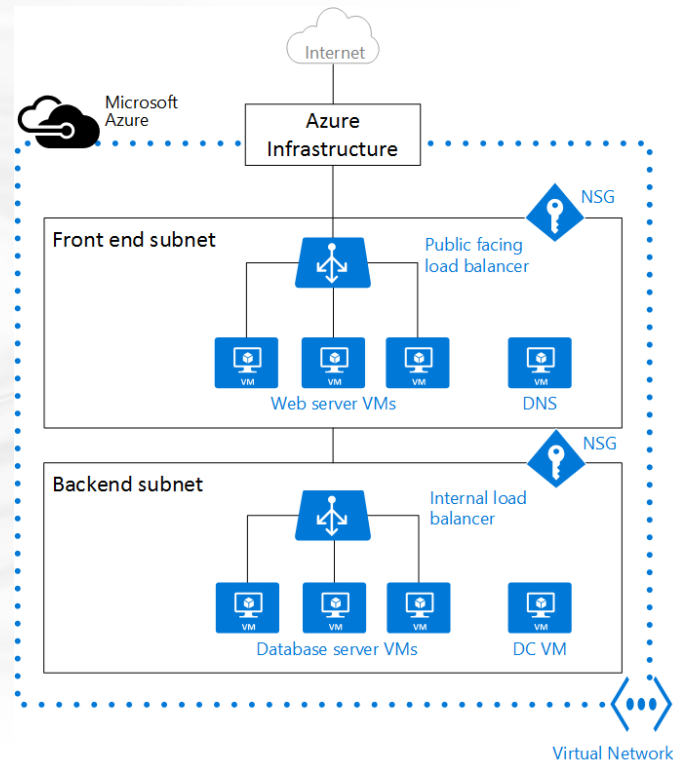 Internet
Microsoft
Azure
Azure
Infrastructure
NSG
Front end subnet
Public facing
load balancer
VM
VM
VM
VM
Web server VMs
DNS
NSG
Backend subnet
Internal load
balancer
VM
VM
VM
VM
Database server VMs
DC VM
Virtual Network